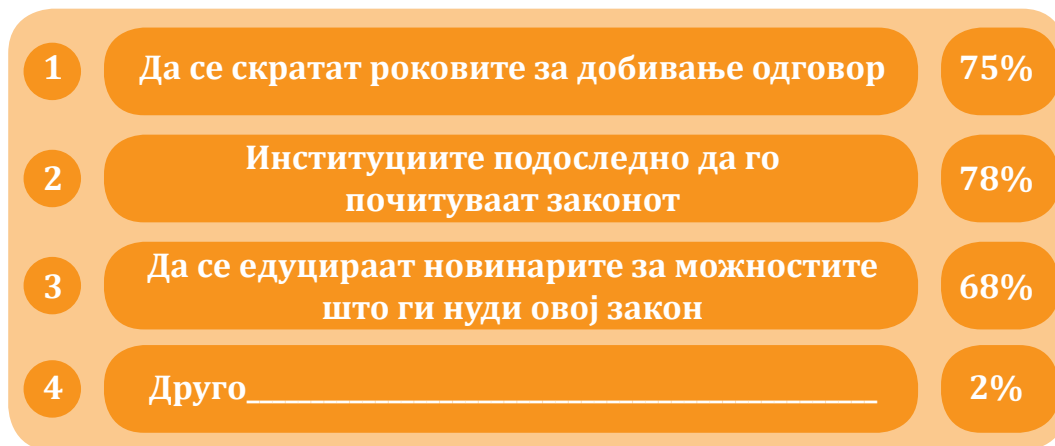 1 Да се скратат роковите за добивање одговор 75%
2 Институциите подоследно да го
почитуваат законот 78%
3 Да се едуцираат новинарите за можностите
што ги нуди овој закон 68%
4 Друго__________________________________________ 2%